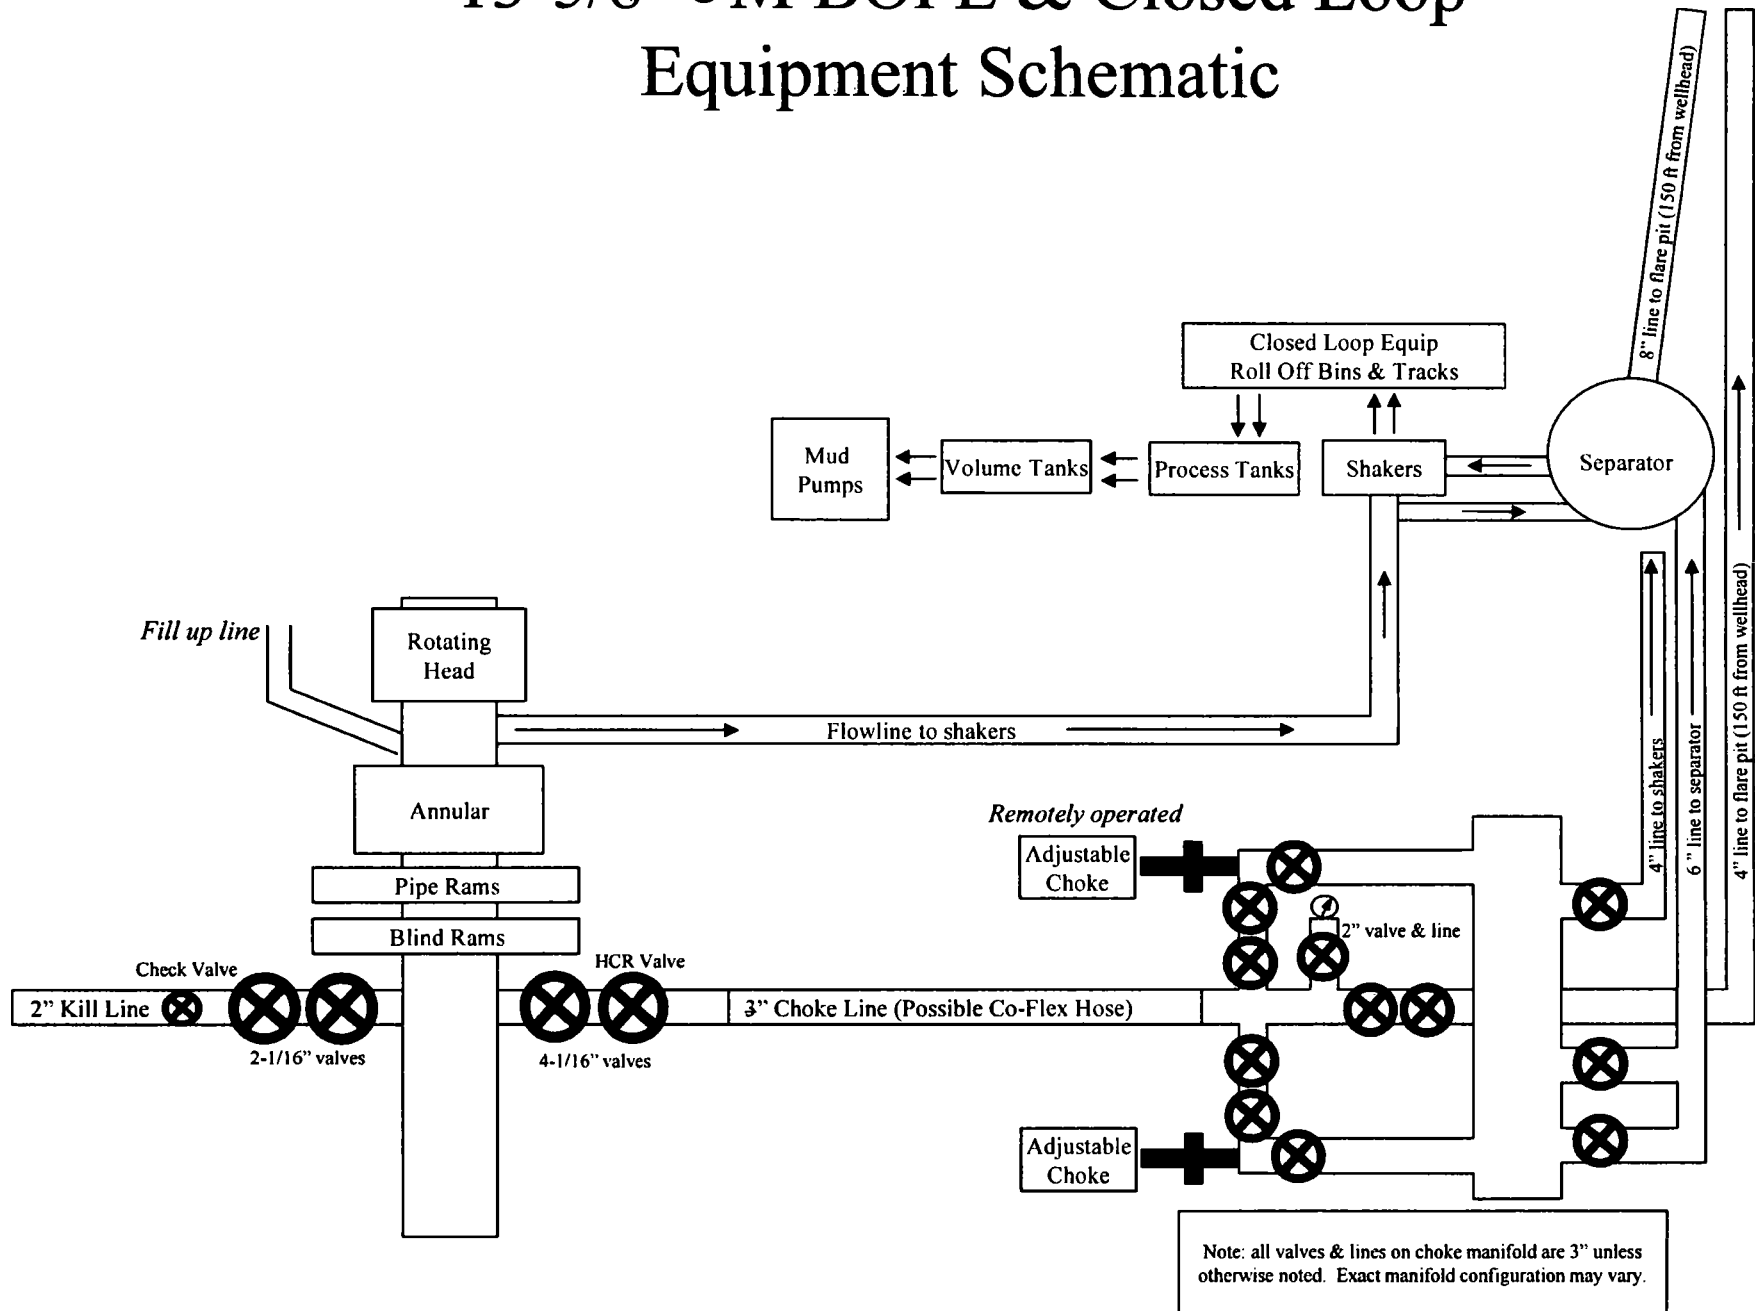 BOPE & Closed Loop
Equipment Schematic
8" line to flare pit (150 ft from wellhead)
Closed Loop Equip
Roll Off Bins & Tracks
Mud
Pumps
Volume Tanks
Process Tanks
Shakers
Separator
Fill up line
Rotating
Head
Flowline to shakers
Annular
Pipe Rams
Blind Rams
Check Valve
HCR Valve
2" Kill Line
3" Choke Line (Possible Co-Flex Hose)
2-1/16" valves
4-1/16" valves
Remotely operated
Adjustable
Choke
2" valve & line
Adjustable
Choke
4" line to shakers
6" line to separator
4" line to flare pit (150 ft from wellhead)
Note: all valves & lines on choke manifold are 3" unless
otherwise noted. Exact manifold configuration may vary.